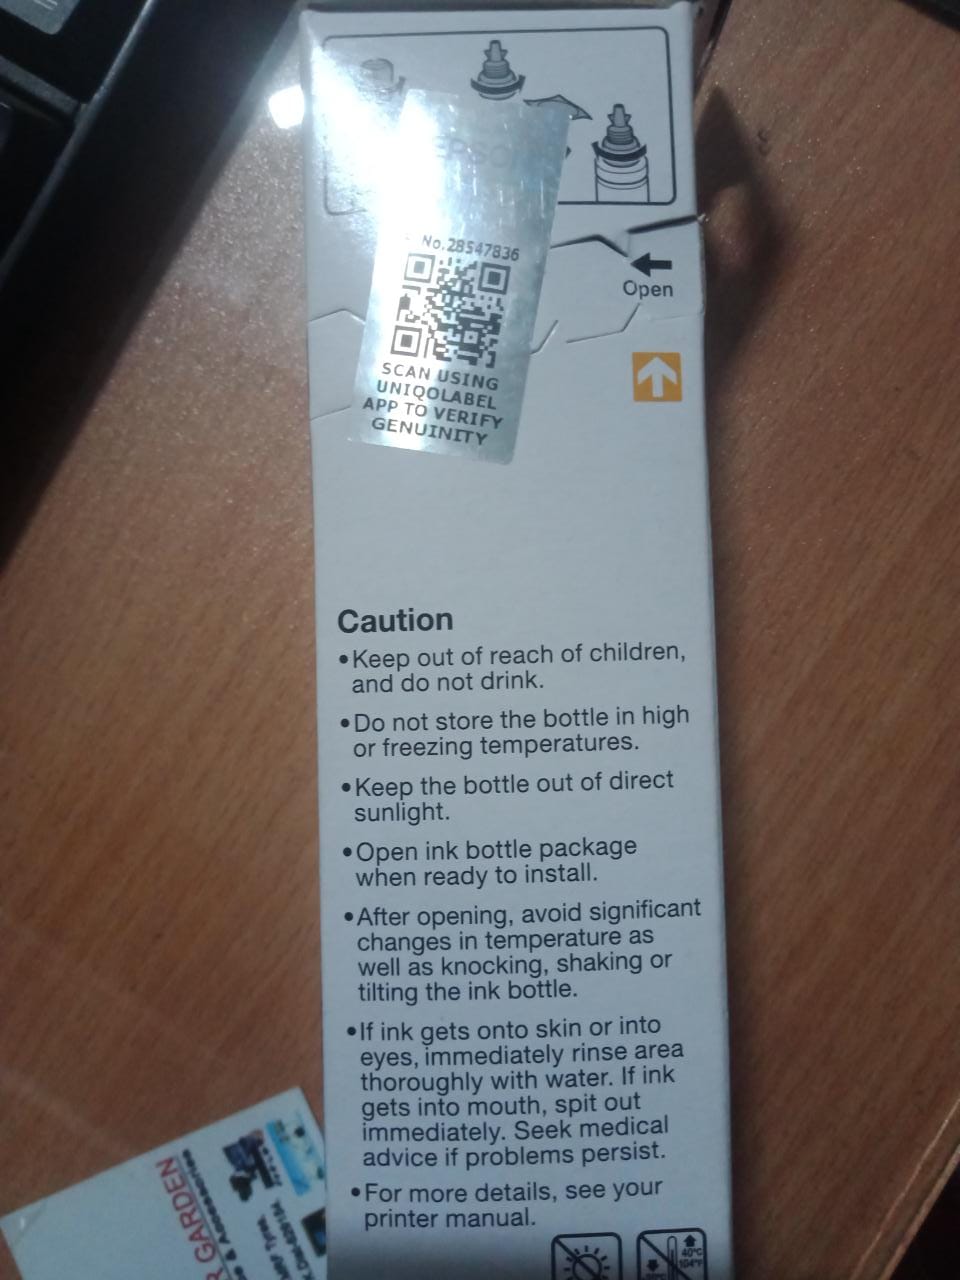 EPSON
No.28547836
SCAN USING
UNIQOLABEL
APP TO VERIFY
GENUINITY
Open
Caution
•Keep out of reach of children,
and do not drink.
•Do not store the bottle in high
or freezing temperatures.
•Keep the bottle out of direct
sunlight.
•Open ink bottle package
when ready to install.
•After opening, avoid significant
changes in temperature as
well as knocking, shaking or
tilting the ink bottle.
•If ink gets onto skin or into
eyes, immediately rinse area
thoroughly with water. If ink
gets into mouth, spit out
immediately. Seek medical
advice if problems persist.
•For more details, see your
printer manual.
40°C
104°F
GARDEN
& Accessories